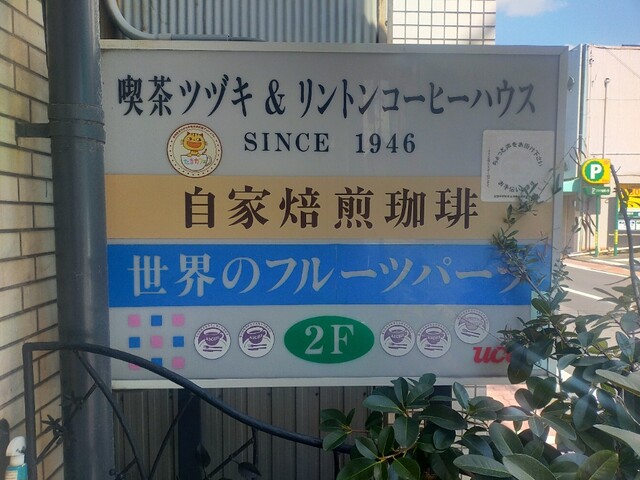 喫茶ツヅキ & リントンコーヒーハウス
SINCE 1946
自家焙煎珈琲
世界のフルーツパーラ
2F
P